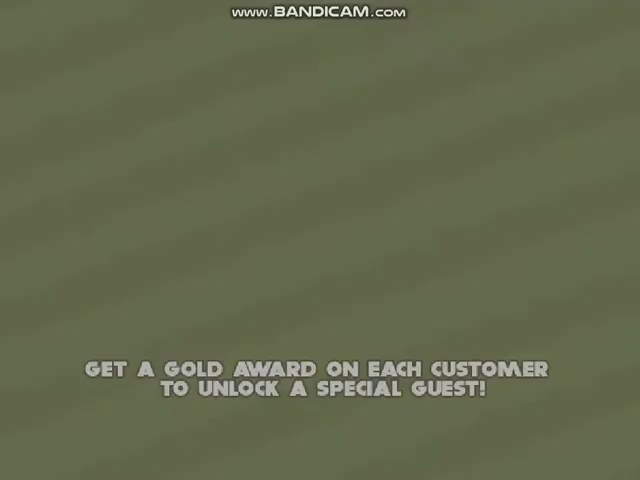 www.BANDICAM.com
GET A GOLD AWARD ON EACH CUSTOMER
TO UNLOCK A SPECIAL GUEST!